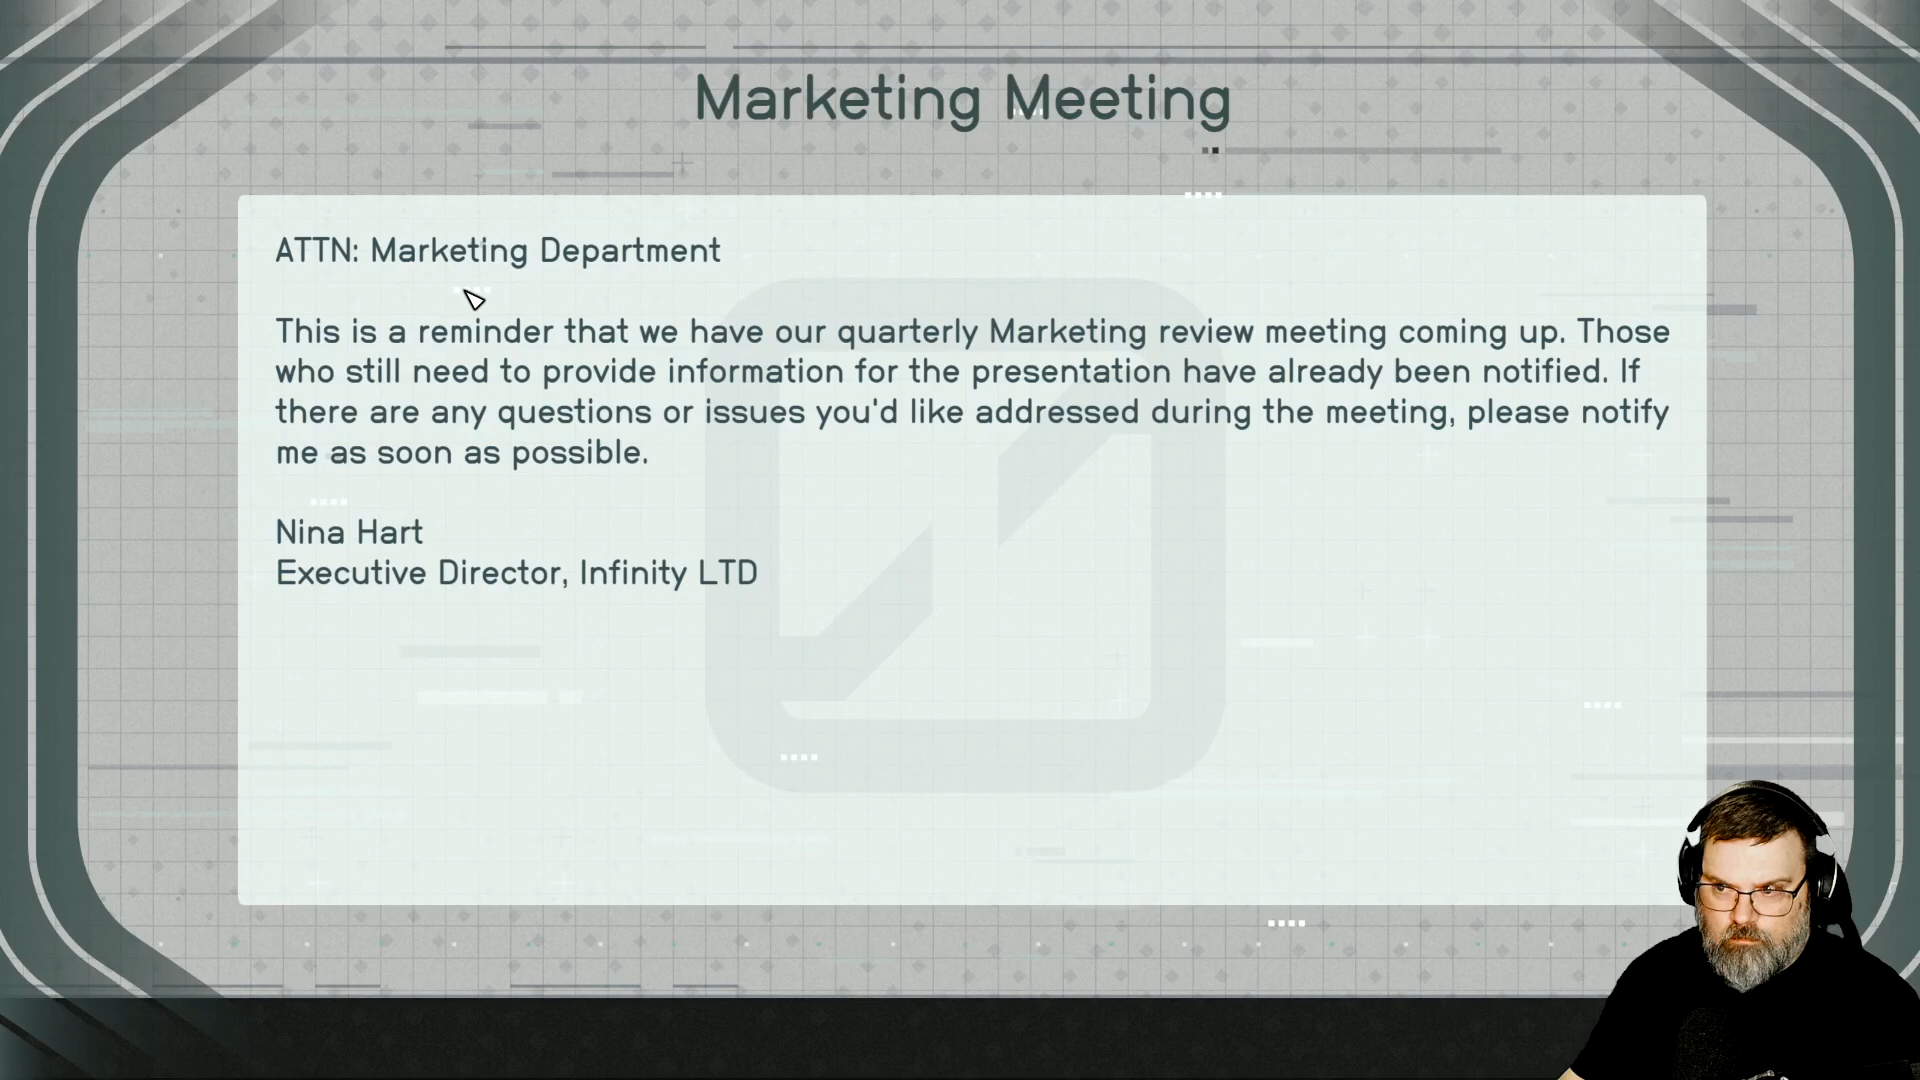 Marketing Meeting
ATTN: Marketing Department
This is a reminder that we have our quarterly Marketing review meeting coming up. Those
who still need to provide information for the presentation have already been notified. If
there are any questions or issues you'd like addressed during the meeting, please notify
me as soon as possible.
Nina Hart
Executive Director, Infinity LTD